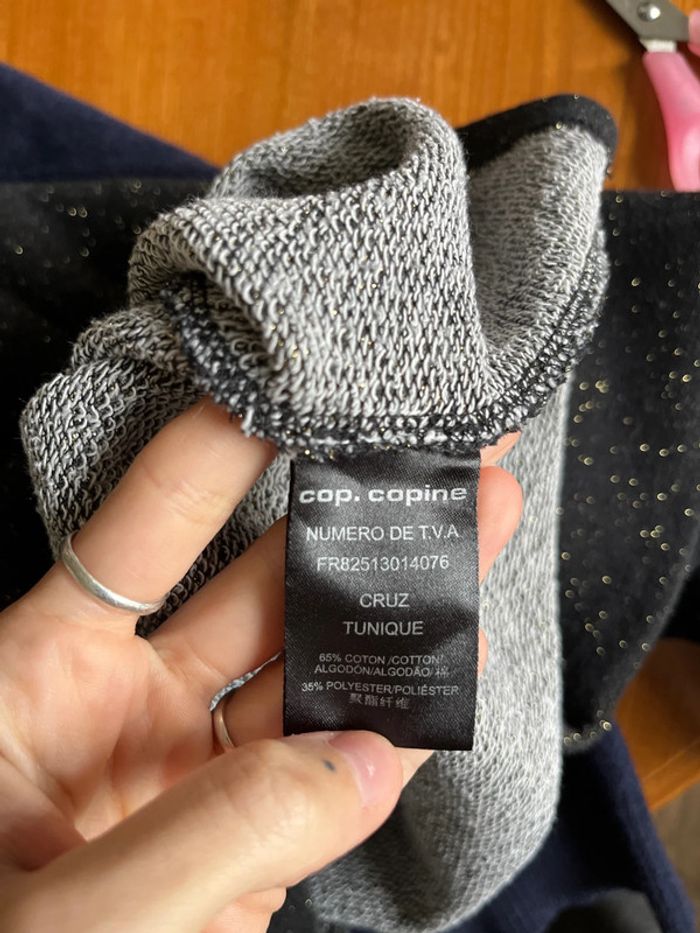 cop. copine
NUMERO DE T.V.A
FR82513014076
CRUZ
TUNIQUE
65% COTON /COTTON/
ALGODÓN/ALGODÃO/ 棉
35% POLYESTER/POLIÉSTER
聚酯纤维